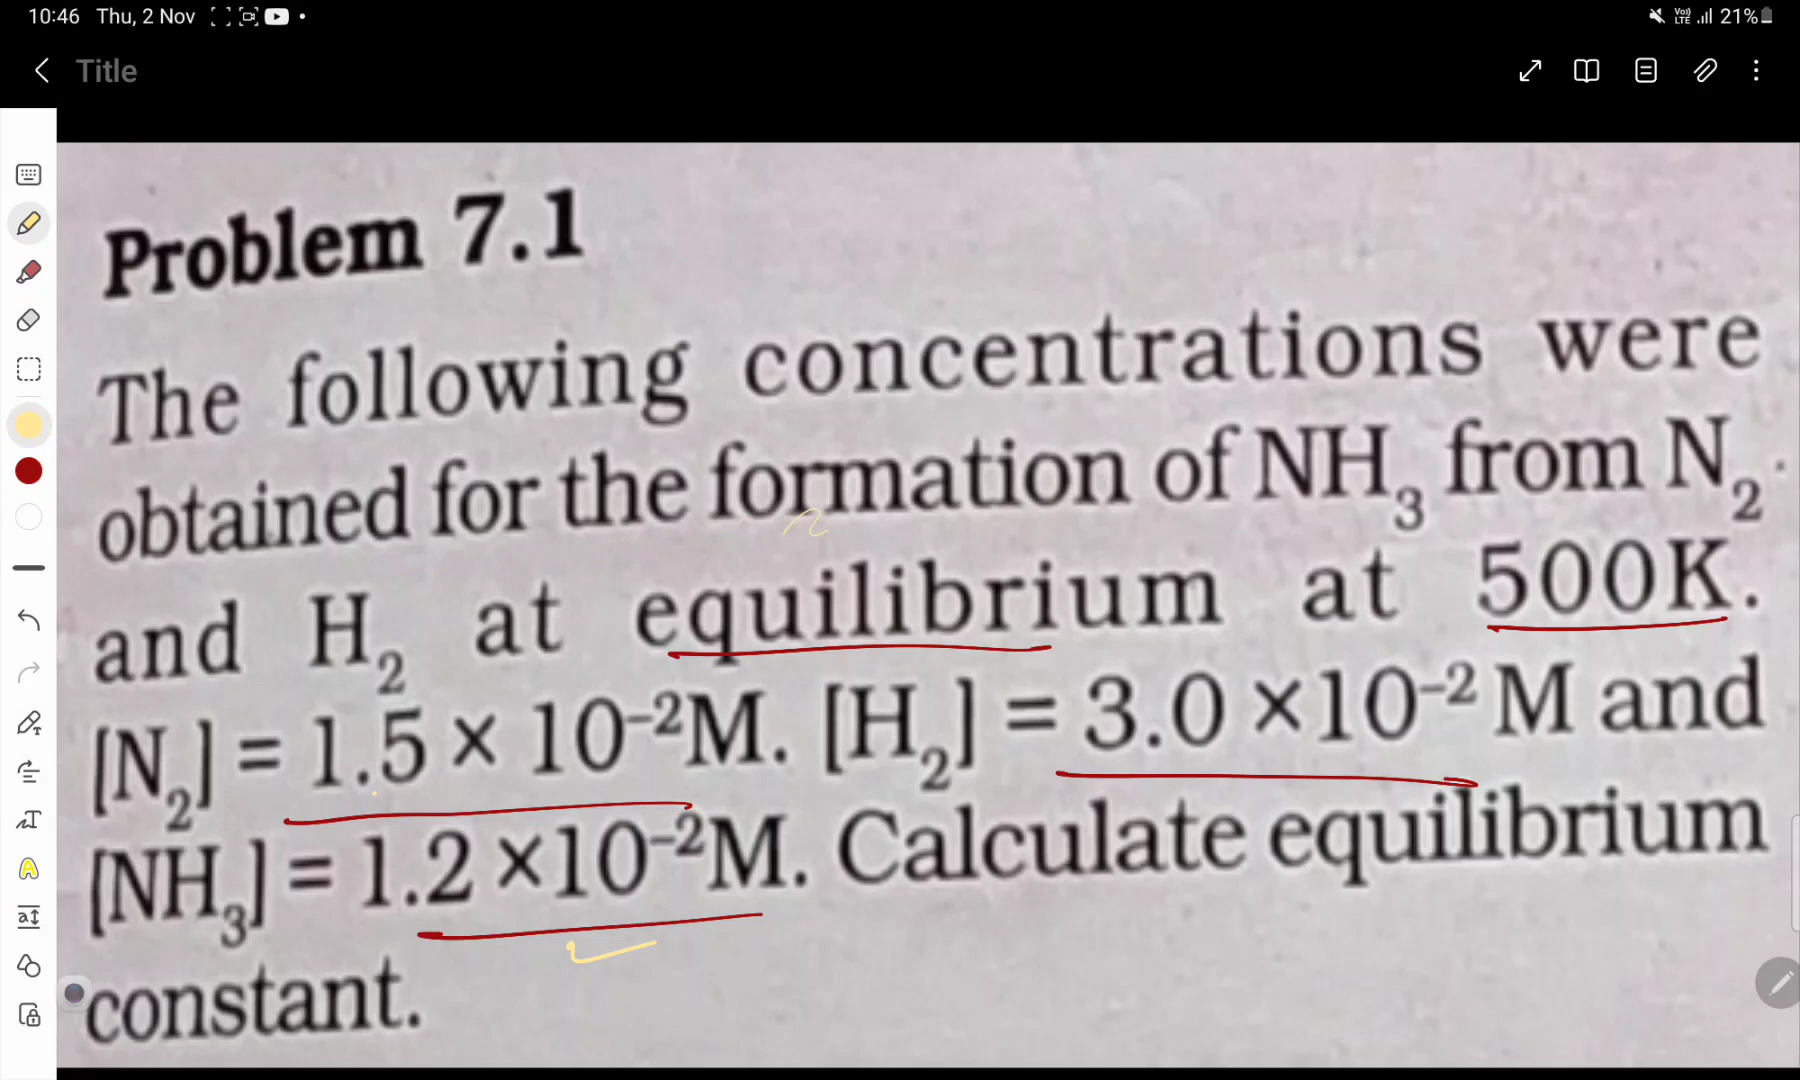 10:46 Thu, 2 Nov 21%
Title
Problem 7.1
The following concentrations were
obtained for the formation of NH₃ from N₂
and H₂ at equilibrium at 500K.
[N₂] = 1.5 × 10⁻²M. [H₂] = 3.0 ×10⁻² M and
[NH₃] = 1.2 ×10⁻²M. Calculate equilibrium
constant.